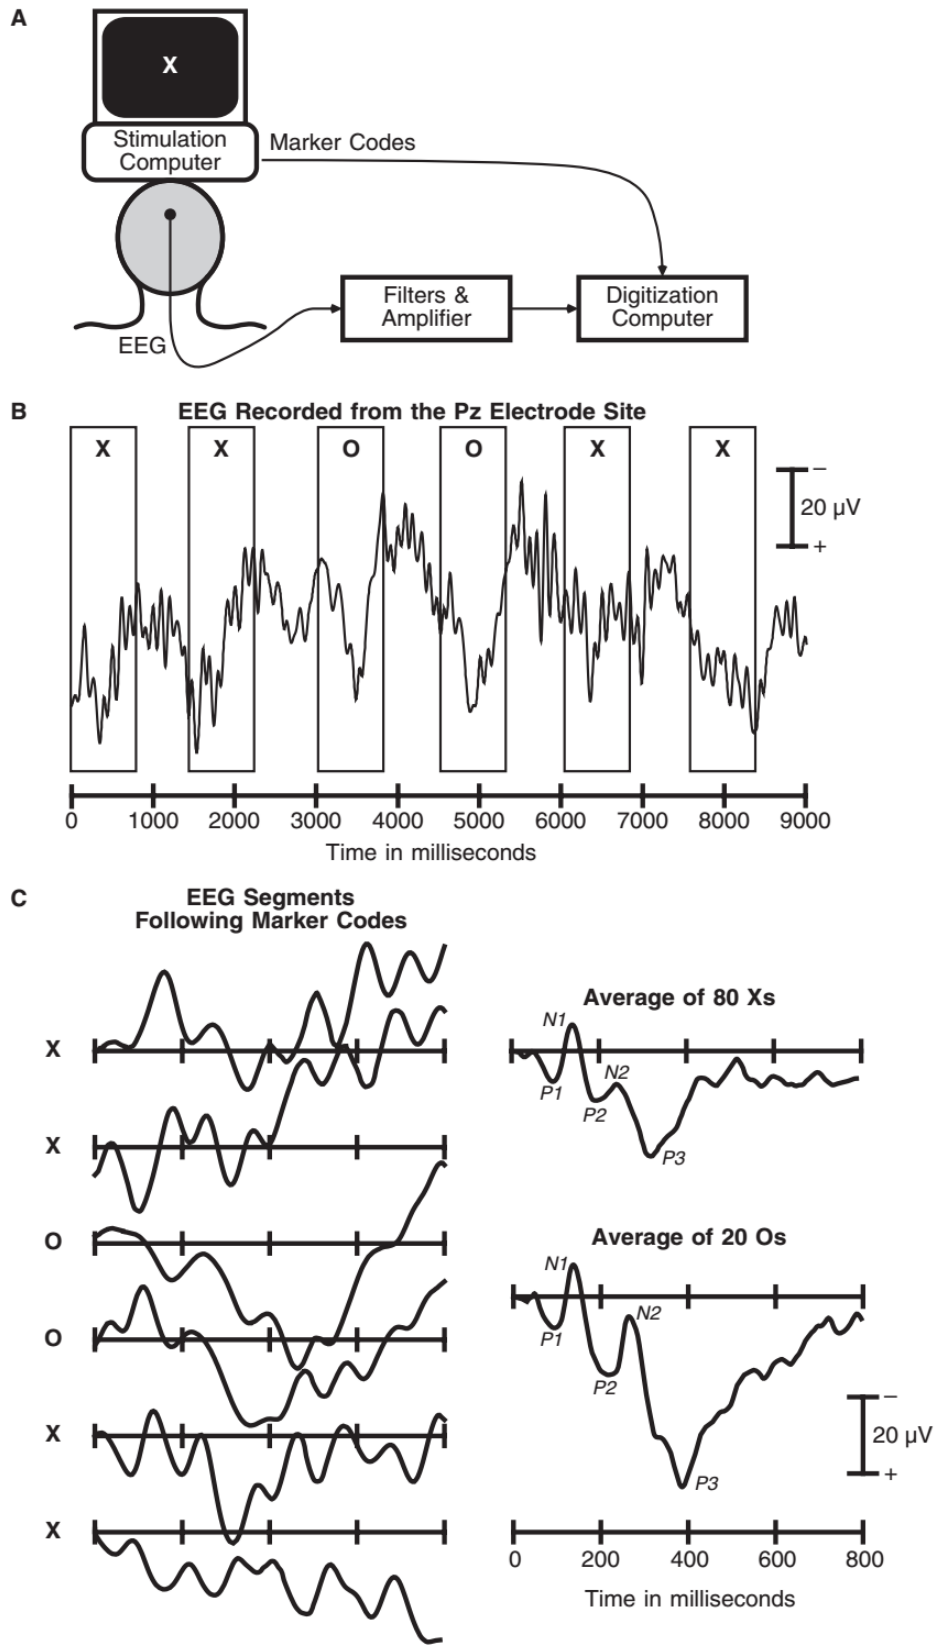 A
X
Stimulation
Computer
Marker Codes
Filters &
Amplifier
Digitization
Computer
EEG
B
EEG Recorded from the Pz Electrode Site
X X O O X X
–
20 µV
+
0 1000 2000 3000 4000 5000 6000 7000 8000 9000
Time in milliseconds
C
EEG Segments
Following Marker Codes
X
X
O
O
X
X
Average of 80 Xs
N1
N2
P1
P2
P3
Average of 20 Os
N1
N2
P1
P2
P3
–
20 µV
+
0 200 400 600 800
Time in milliseconds